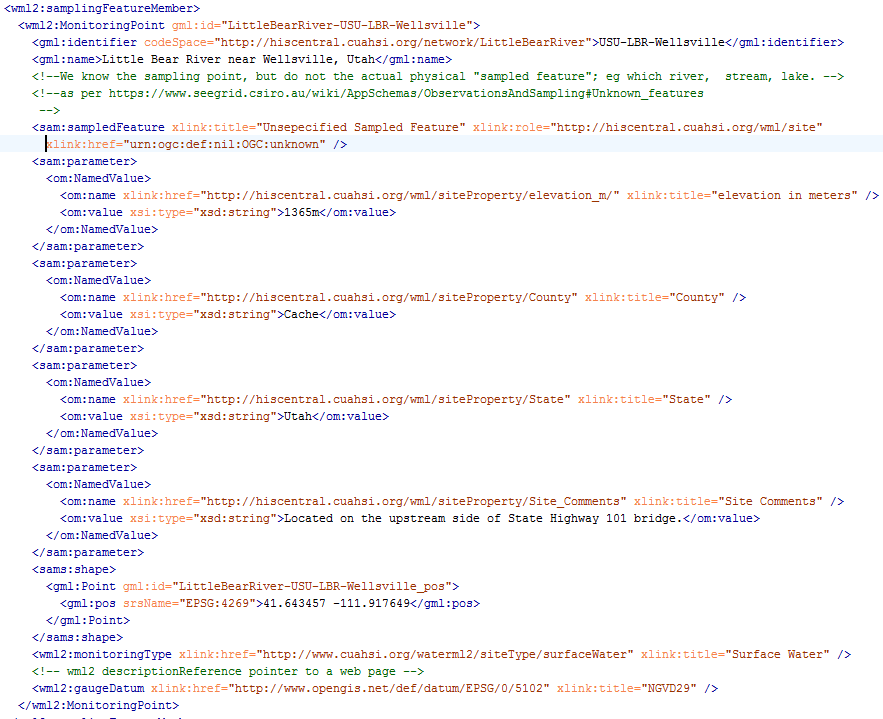 <wml2:samplingFeatureMember>
<wml2:MonitoringPoint gml:id="LittleBearRiver-USU-LBR-Wellsville">
<gml:identifier codeSpace="http://hiscentral.cuahsi.org/network/LittleBearRiver">USU-LBR-Wellsville</gml:identifier>
<gml:name>Little Bear River near Wellsville, Utah</gml:name>
<!--We know the sampling point, but do not the actual physical "sampled feature"; eg which river,  stream, lake. -->
<!--as per https://www.seegrid.csiro.au/wiki/AppSchemas/ObservationsAndSampling#Unknown_features
-->
<sam:sampledFeature xlink:title="Unsepecified Sampled Feature" xlink:role="http://hiscentral.cuahsi.org/wml/site"
xlink:href="urn:ogc:def:nil:OGC:unknown" />
<sam:parameter>
<om:NamedValue>
<om:name xlink:href="http://hiscentral.cuahsi.org/wml/siteProperty/elevation_m/" xlink:title="elevation in meters" />
<om:value xsi:type="xsd:string">1365m</om:value>
</om:NamedValue>
</sam:parameter>
<sam:parameter>
<om:NamedValue>
<om:name xlink:href="http://hiscentral.cuahsi.org/wml/siteProperty/County" xlink:title="County" />
<om:value xsi:type="xsd:string">Cache</om:value>
</om:NamedValue>
</sam:parameter>
<sam:parameter>
<om:NamedValue>
<om:name xlink:href="http://hiscentral.cuahsi.org/wml/siteProperty/State" xlink:title="State" />
<om:value xsi:type="xsd:string">Utah</om:value>
</om:NamedValue>
</sam:parameter>
<sam:parameter>
<om:NamedValue>
<om:name xlink:href="http://hiscentral.cuahsi.org/wml/siteProperty/Site_Comments" xlink:title="Site Comments" />
<om:value xsi:type="xsd:string">Located on the upstream side of State Highway 101 bridge.</om:value>
</om:NamedValue>
</sam:parameter>
<sams:shape>
<gml:Point gml:id="LittleBearRiver-USU-LBR-Wellsville_pos">
<gml:pos srsName="EPSG:4269">41.643457 -111.917649</gml:pos>
</gml:Point>
</sams:shape>
<wml2:monitoringType xlink:href="http://www.cuahsi.org/waterml2/siteType/surfaceWater" xlink:title="Surface Water" />
<!-- wml2 descriptionReference pointer to a web page -->
<wml2:gaugeDatum xlink:href="http://www.opengis.net/def/datum/EPSG/0/5102" xlink:title="NGVD29" />
</wml2:MonitoringPoint>